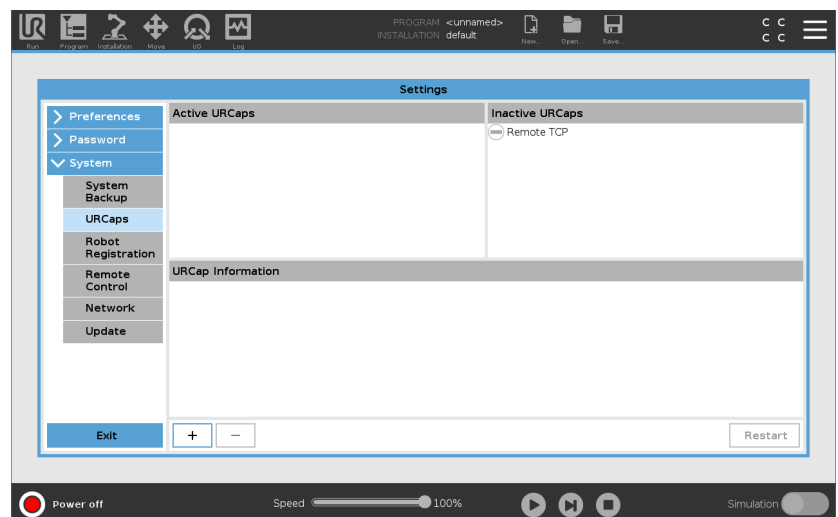 UR
PROGRAM <unnamed>
INSTALLATION default
C C
C C
Run
Program
Installation
Move
I/O
Log
New...
Open...
Save...
Settings
Preferences
Password
System
System
Backup
URCaps
Robot
Registration
Remote
Control
Network
Update
Exit
Active URCaps
Inactive URCaps
Remote TCP
URCap Information
+
−
Restart
Power off
Speed
100%
Simulation